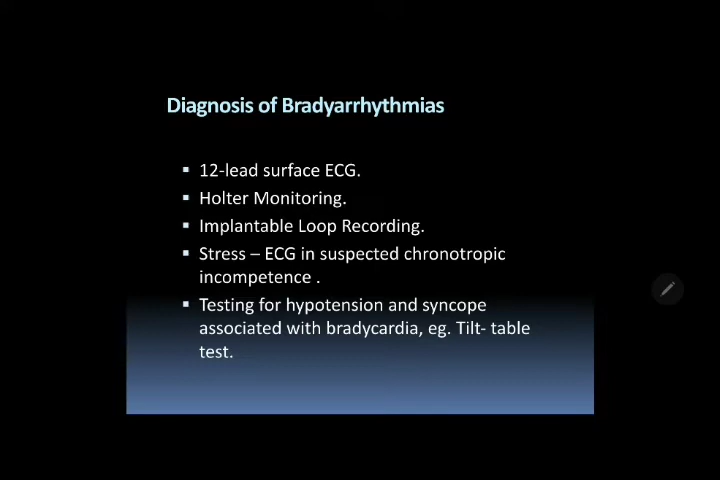 Diagnosis of Bradyarrhythmias
▪ 12-lead surface ECG.
▪ Holter Monitoring.
▪ Implantable Loop Recording.
▪ Stress – ECG in suspected chronotropic
incompetence .
▪ Testing for hypotension and syncope
associated with bradycardia, eg. Tilt- table
test.